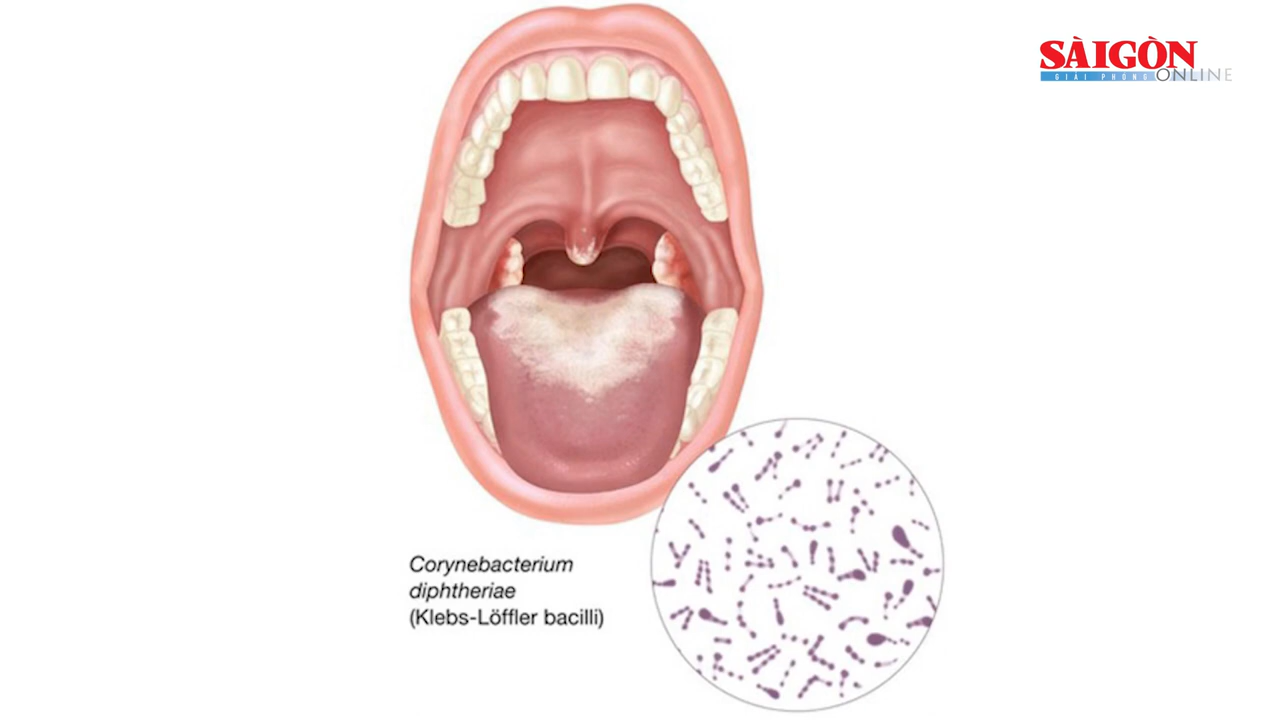 SÀIGÒN
GIẢI PHÓNG ONLINE
Corynebacterium
diphtheriae
(Klebs-Löffler bacilli)